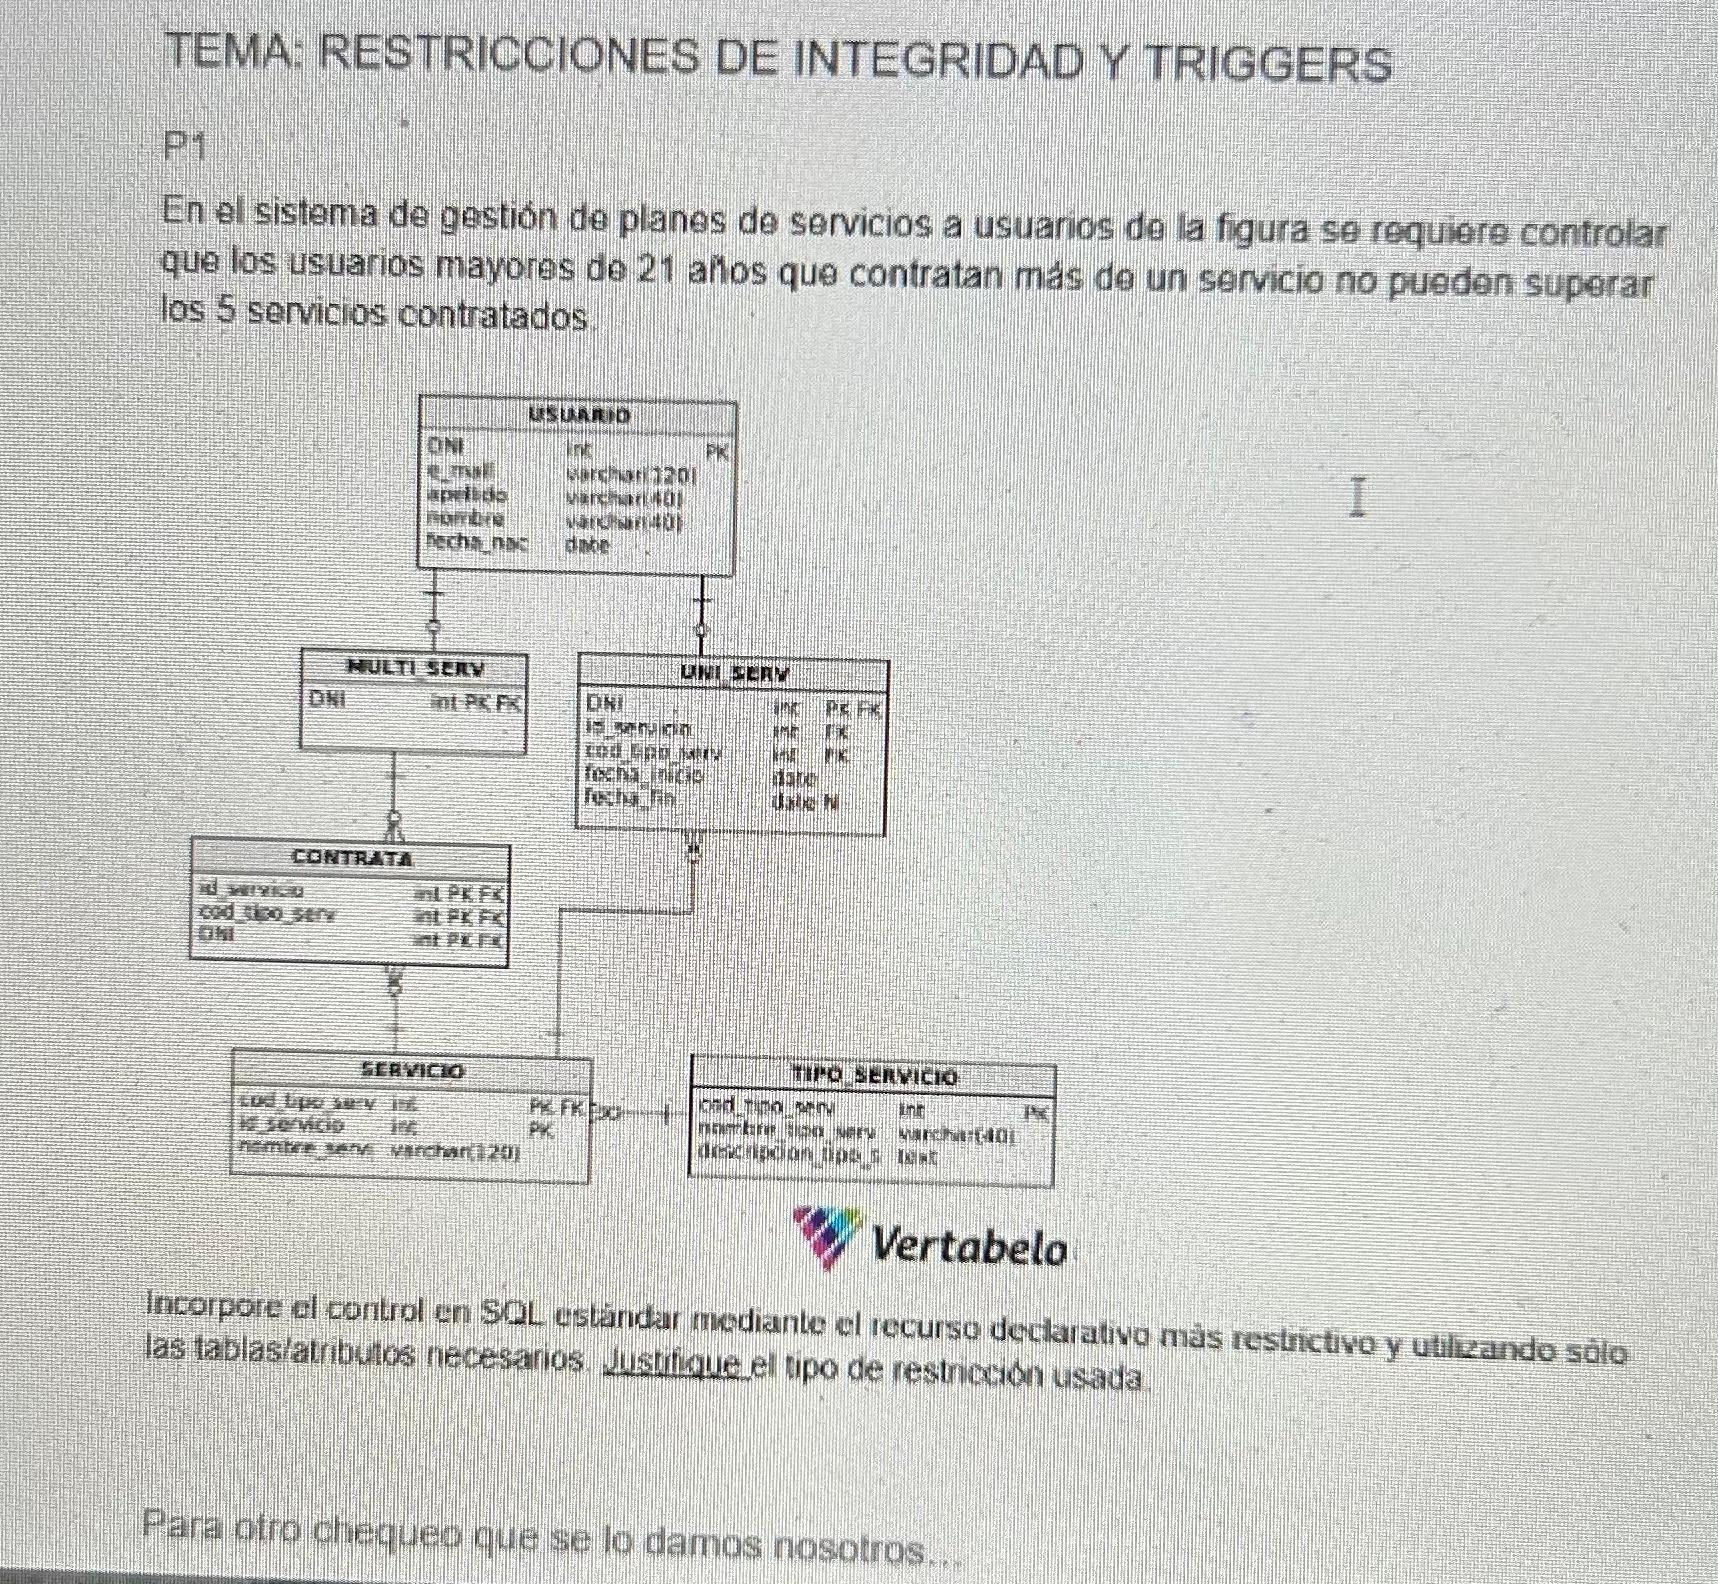 TEMA: RESTRICCIONES DE INTEGRIDAD Y TRIGGERS
P1
En el sistema de gestión de planes de servicios a usuarios de la figura se requiere controlar
que los usuarios mayores de 21 años que contratan más de un servicio no pueden superar
los 5 servicios contratados.
USUARIO
DNI int PK
e_mail varchar(120)
apellido varchar(40)
nombre varchar(40)
fecha_nac date
MULTI_SERV
DNI int PK FK
UNI_SERV
DNI int PK FK
id_servicio int FK
cod_tipo_serv int FK
fecha_inicio date
fecha_fin date N
CONTRATA
id_servicio int PK FK
cod_tipo_serv int PK FK
DNI int PK FK
SERVICIO
cod_tipo_serv int PK FK
id_servicio int PK
nombre_serv varchar(120)
TIPO_SERVICIO
cod_tipo_serv int PK
nombre_tipo_serv varchar(40)
descripcion_tipo_s text
Vertabelo
Incorpore el control en SQL estándar mediante el recurso declarativo más restrictivo y utilizando sólo
las tablas/atributos necesarios. Justifique el tipo de restricción usada.
Para otro chequeo que se lo damos nosotros...